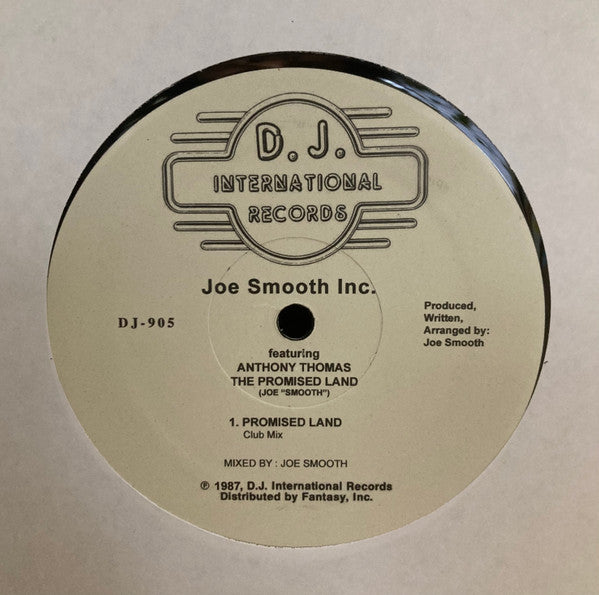 D.J.
INTERNATIONAL
RECORDS
Joe Smooth Inc.
DJ-905
Produced,
Written,
Arranged by:
Joe Smooth
featuring
ANTHONY THOMAS
THE PROMISED LAND
(JOE "SMOOTH")
1. PROMISED LAND
Club Mix
MIXED BY : JOE SMOOTH
℗ 1987, D.J. International Records
Distributed by Fantasy, Inc.